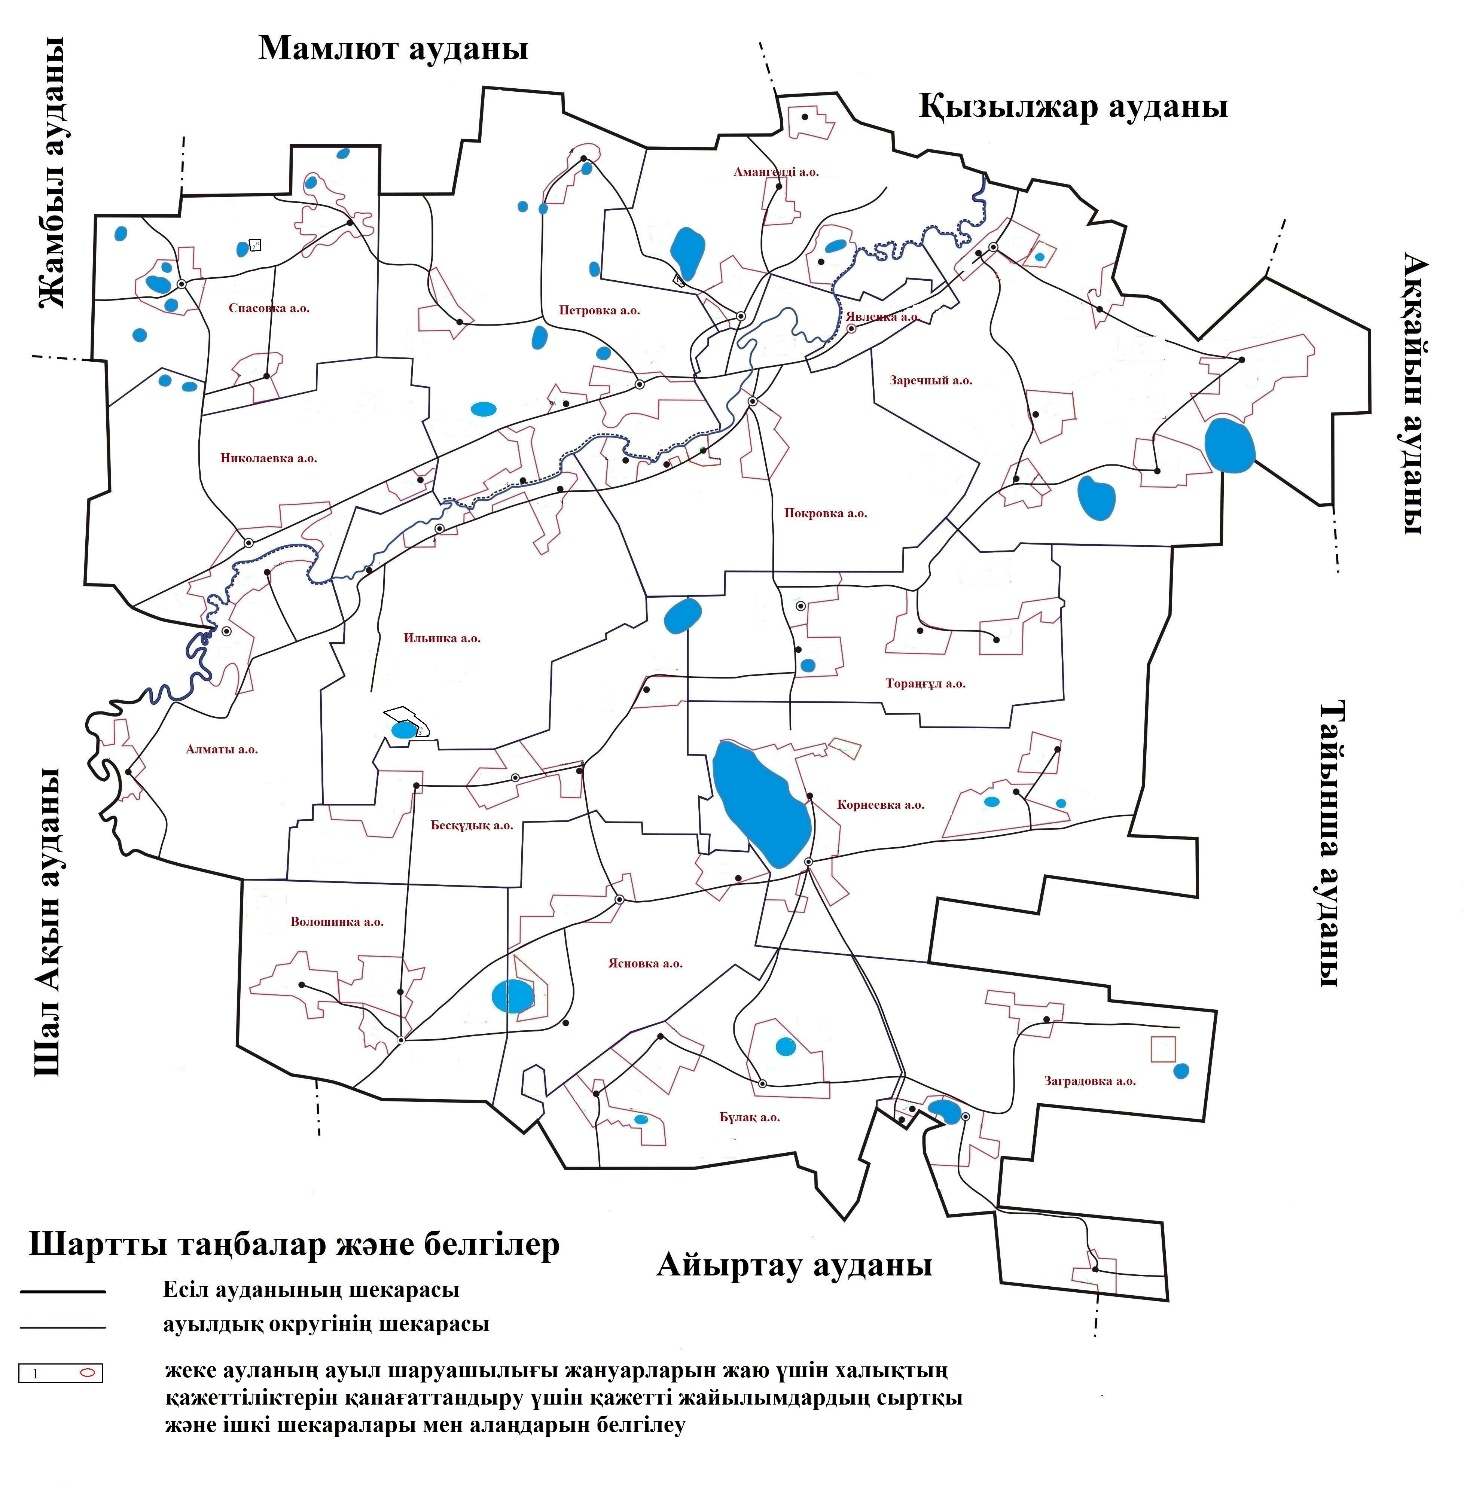 Мамлют ауданы
Қызылжар ауданы
Жамбыл ауданы
Аққайын ауданы
Тайынша ауданы
Шал Ақын ауданы
Айыртау ауданы
Амангелді а.о.
Спасовка а.о.
Петровка а.о.
Явленка а.о.
Заречный а.о.
Николаевка а.о.
Покровка а.о.
Ильинка а.о.
Тораңғұл а.о.
Алматы а.о.
Бесқұдық а.о.
Корнеевка а.о.
Волошинка а.о.
Ясновка а.о.
Заградовка а.о.
Бұлақ а.о.
Шартты таңбалар және белгілер
Есіл ауданының шекарасы
ауылдық округінің шекарасы
1
жеке ауланың ауыл шаруашылығы жануарларын жаю үшін халықтың
қажеттіліктерін қанағаттандыру үшін қажетті жайылымдардың сыртқы
және ішкі шекаралары мен алаңдарын белгілеу